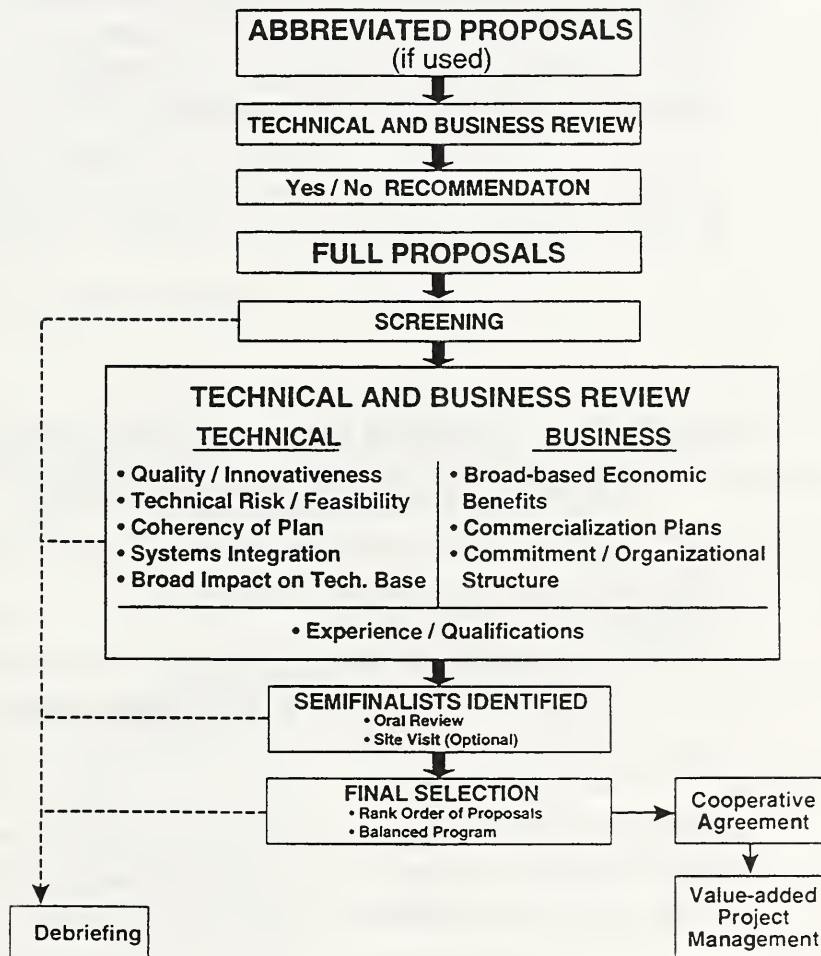 ABBREVIATED PROPOSALS
(if used)
TECHNICAL AND BUSINESS REVIEW
Yes / No RECOMMENDATON
FULL PROPOSALS
SCREENING
TECHNICAL AND BUSINESS REVIEW
TECHNICAL
• Quality / Innovativeness
• Technical Risk / Feasibility
• Coherency of Plan
• Systems Integration
• Broad Impact on Tech. Base
BUSINESS
• Broad-based Economic
Benefits
• Commercialization Plans
• Commitment / Organizational
Structure
• Experience / Qualifications
SEMIFINALISTS IDENTIFIED
• Oral Review
• Site Visit (Optional)
FINAL SELECTION
• Rank Order of Proposals
• Balanced Program
Cooperative
Agreement
Value-added
Project
Management
Debriefing